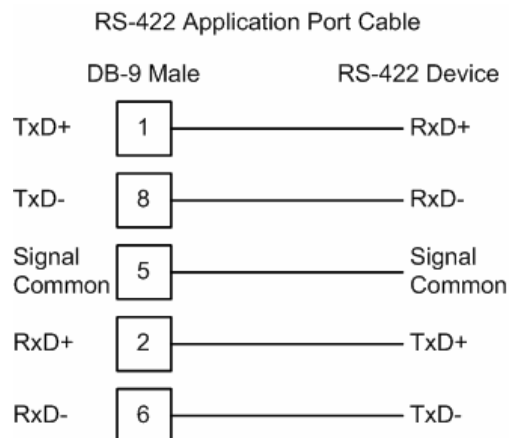 RS-422 Application Port Cable
DB-9 Male RS-422 Device
TxD+ 1 RxD+
TxD- 8 RxD-
Signal Common 5 Signal Common
RxD+ 2 TxD+
RxD- 6 TxD-